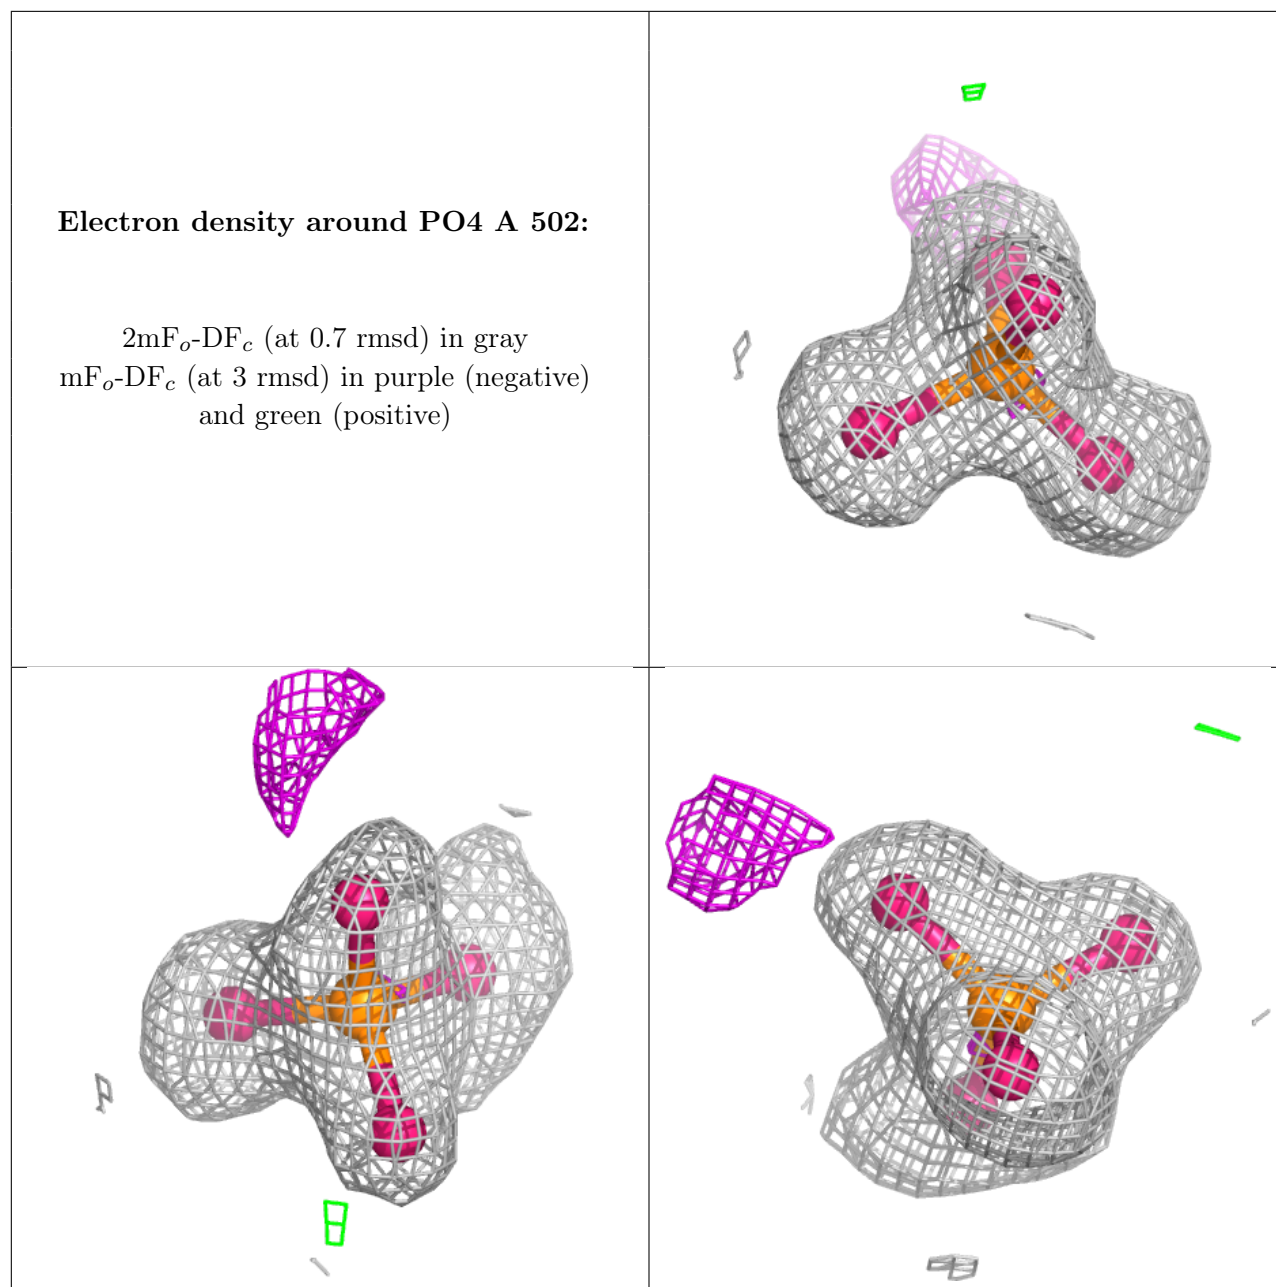 Electron density around PO4 A 502:
2mFₒ-DF𝑐 (at 0.7 rmsd) in gray
mFₒ-DF𝑐 (at 3 rmsd) in purple (negative)
and green (positive)